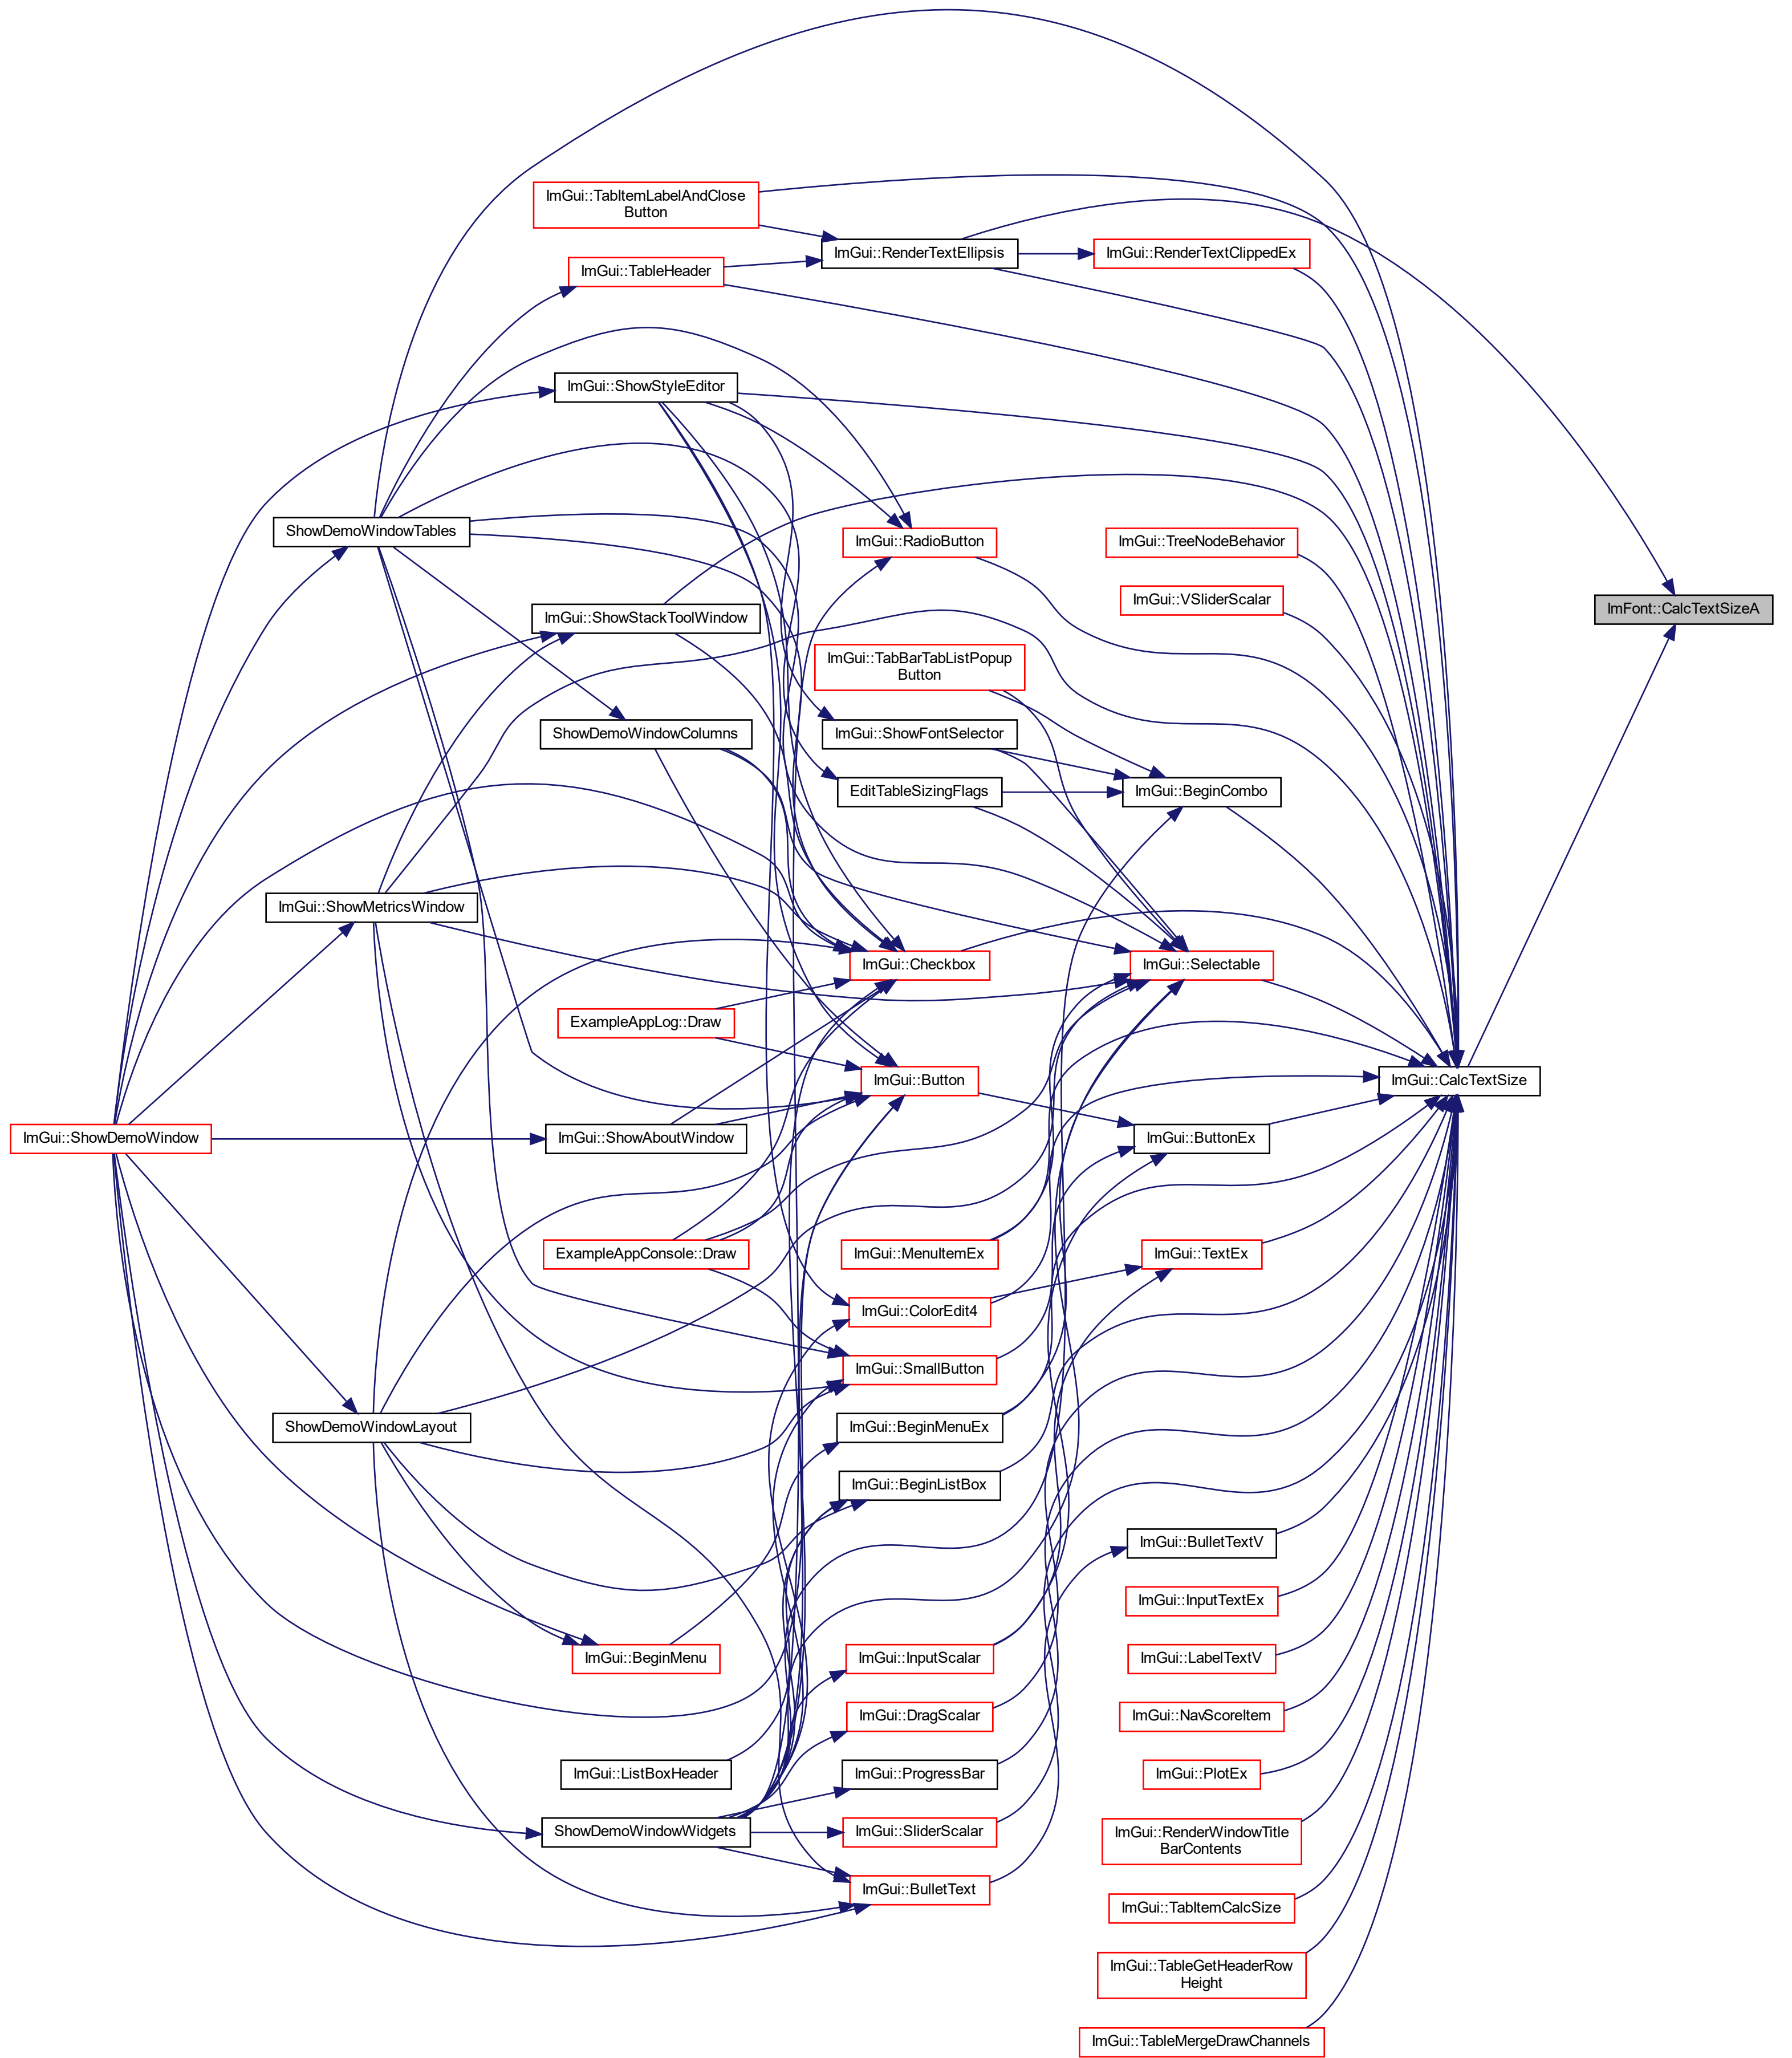 ImGui::TabItemLabelAndClose
Button
ImGui::RenderTextEllipsis
ImGui::RenderTextClippedEx
ImGui::TableHeader
ImGui::ShowStyleEditor
ShowDemoWindowTables
ImGui::RadioButton
ImGui::TreeNodeBehavior
ImGui::VSliderScalar
ImFont::CalcTextSizeA
ImGui::ShowStackToolWindow
ImGui::TabBarTabListPopup
Button
ShowDemoWindowColumns
ImGui::ShowFontSelector
EditTableSizingFlags
ImGui::BeginCombo
ImGui::ShowMetricsWindow
ImGui::Checkbox
ImGui::Selectable
ExampleAppLog::Draw
ImGui::Button
ImGui::CalcTextSize
ImGui::ShowDemoWindow
ImGui::ShowAboutWindow
ImGui::ButtonEx
ExampleAppConsole::Draw
ImGui::MenuItemEx
ImGui::TextEx
ImGui::ColorEdit4
ImGui::SmallButton
ShowDemoWindowLayout
ImGui::BeginMenuEx
ImGui::BeginListBox
ImGui::BulletTextV
ImGui::InputTextEx
ImGui::BeginMenu
ImGui::InputScalar
ImGui::LabelTextV
ImGui::DragScalar
ImGui::NavScoreItem
ImGui::ListBoxHeader
ImGui::ProgressBar
ImGui::PlotEx
ShowDemoWindowWidgets
ImGui::SliderScalar
ImGui::RenderWindowTitle
BarContents
ImGui::BulletText
ImGui::TabItemCalcSize
ImGui::TableGetHeaderRow
Height
ImGui::TableMergeDrawChannels